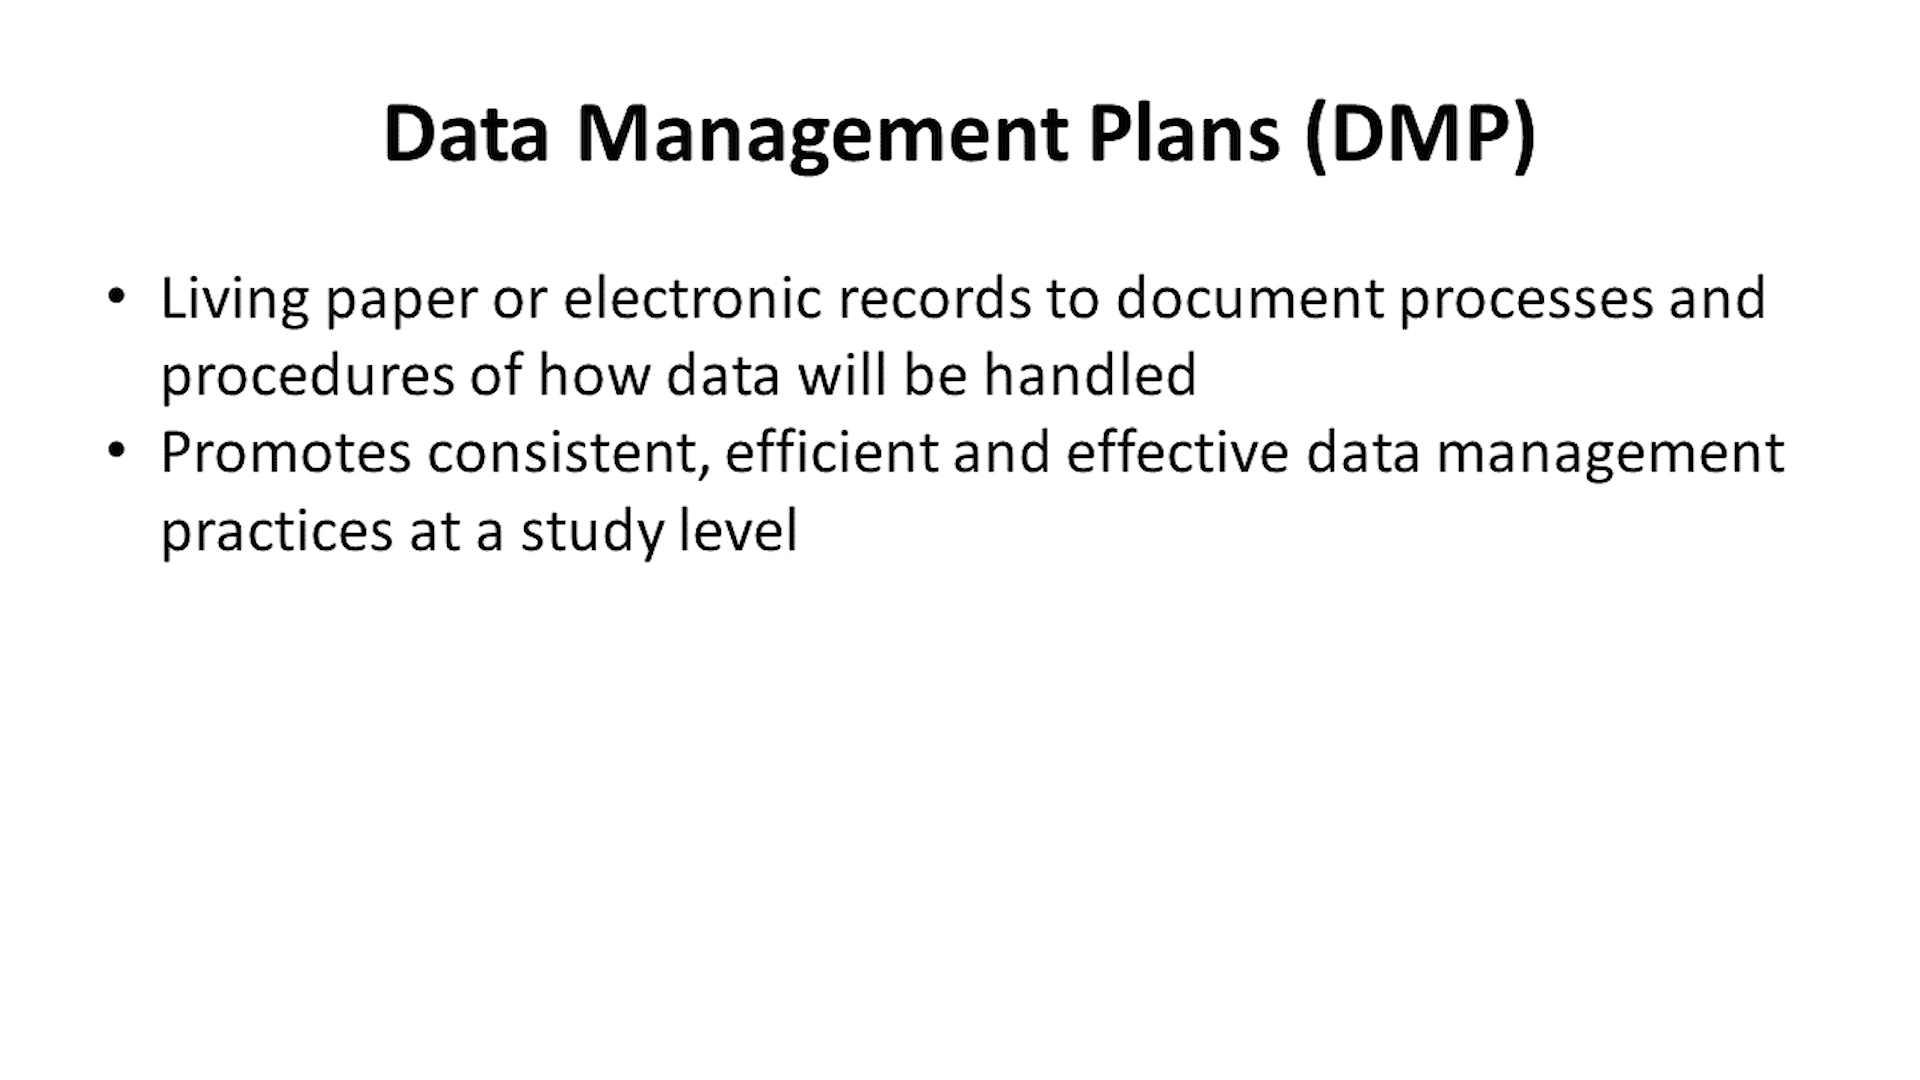 Data Management Plans (DMP)
• Living paper or electronic records to document processes and
procedures of how data will be handled
• Promotes consistent, efficient and effective data management
practices at a study level